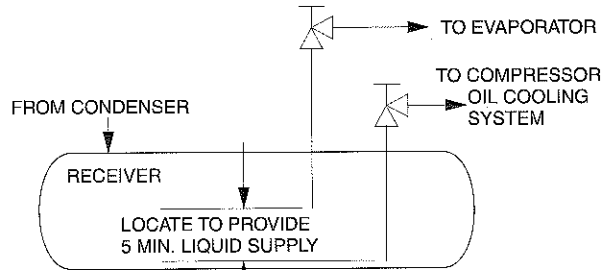 TO EVAPORATOR
TO COMPRESSOR
OIL COOLING
SYSTEM
FROM CONDENSER
RECEIVER
LOCATE TO PROVIDE
5 MIN. LIQUID SUPPLY